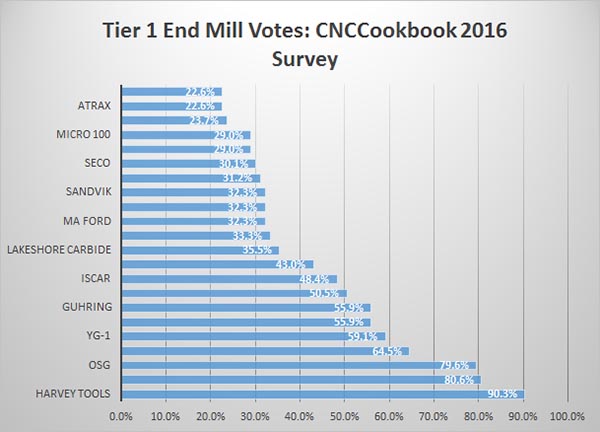 Tier 1 End Mill Votes: CNCCookbook 2016
Survey
22.6%
ATRAX 22.6%
23.7%
MICRO 100 29.0%
29.0%
SECO 30.1%
31.2%
SANDVIK 32.3%
32.3%
MA FORD 32.3%
33.3%
LAKESHORE CARBIDE 35.5%
43.0%
ISCAR 48.4%
50.5%
GUHRING 55.9%
55.9%
YG-1 59.1%
64.5%
OSG 79.6%
80.6%
HARVEY TOOLS 90.3%
0.0% 10.0% 20.0% 30.0% 40.0% 50.0% 60.0% 70.0% 80.0% 90.0% 100.0%